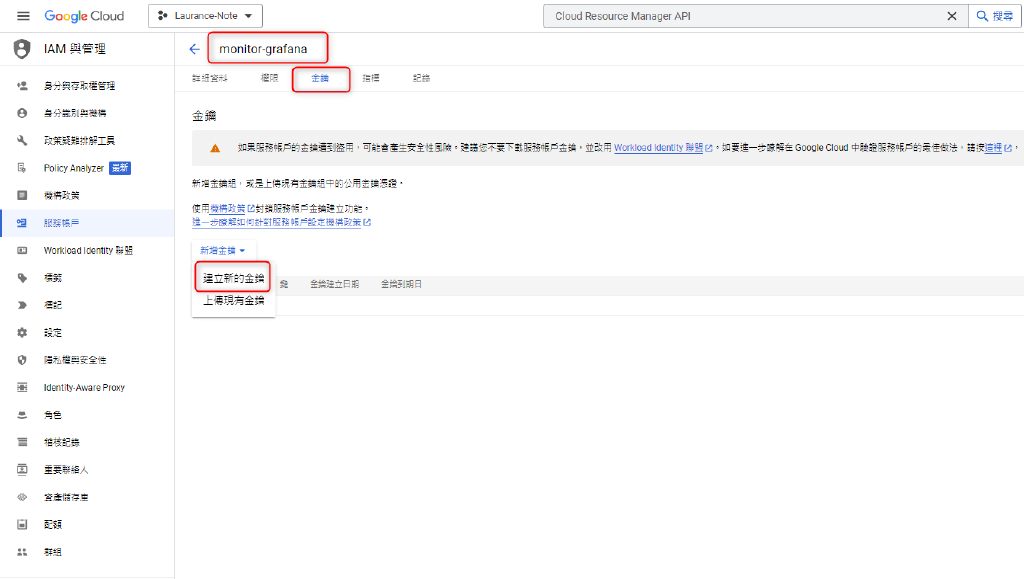 Google Cloud
Laurance-Note
Cloud Resource Manager API
搜尋
IAM 與管理
身分與存取權管理
身分識別與機構
政策疑難排解工具
Policy Analyzer 最新
機構政策
服務帳戶
Workload Identity 聯盟
標籤
標記
設定
隱私權與安全性
Identity-Aware Proxy
角色
稽核記錄
重要聯絡人
資產儲存庫
配額
群組
monitor-grafana
詳細資料
權限
金鑰
指標
記錄
金鑰
如果服務帳戶的金鑰遭到盜用，可能會產生安全性風險。建議您不要下載服務帳戶金鑰，並改用 Workload Identity 聯盟。如要進一步瞭解在 Google Cloud 中驗證服務帳戶的最佳做法，請按這裡。
新增金鑰組，或是上傳現有金鑰組中的公用金鑰憑證。
使用機構政策封鎖服務帳戶金鑰建立功能。
進一步瞭解如何針對服務帳戶設定機構政策
新增金鑰
建立新的金鑰
上傳現有金鑰
鑰
金鑰建立日期
金鑰到期日